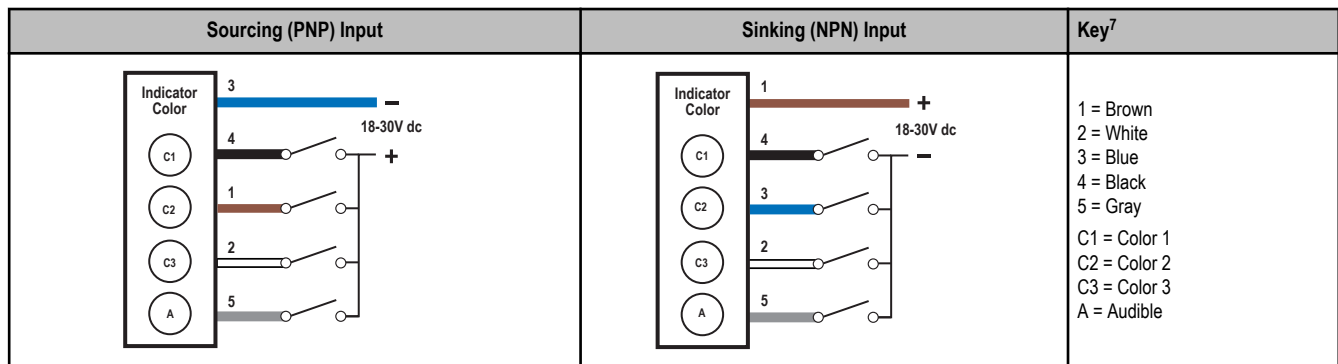 Sourcing (PNP) Input
Sinking (NPN) Input
Key7
Indicator
Color
3
–
18-30V dc
4
+
C1
1
C2
2
C3
5
A
Indicator
Color
1
+
18-30V dc
4
–
C1
3
C2
2
C3
5
A
1 = Brown
2 = White
3 = Blue
4 = Black
5 = Gray
C1 = Color 1
C2 = Color 2
C3 = Color 3
A = Audible